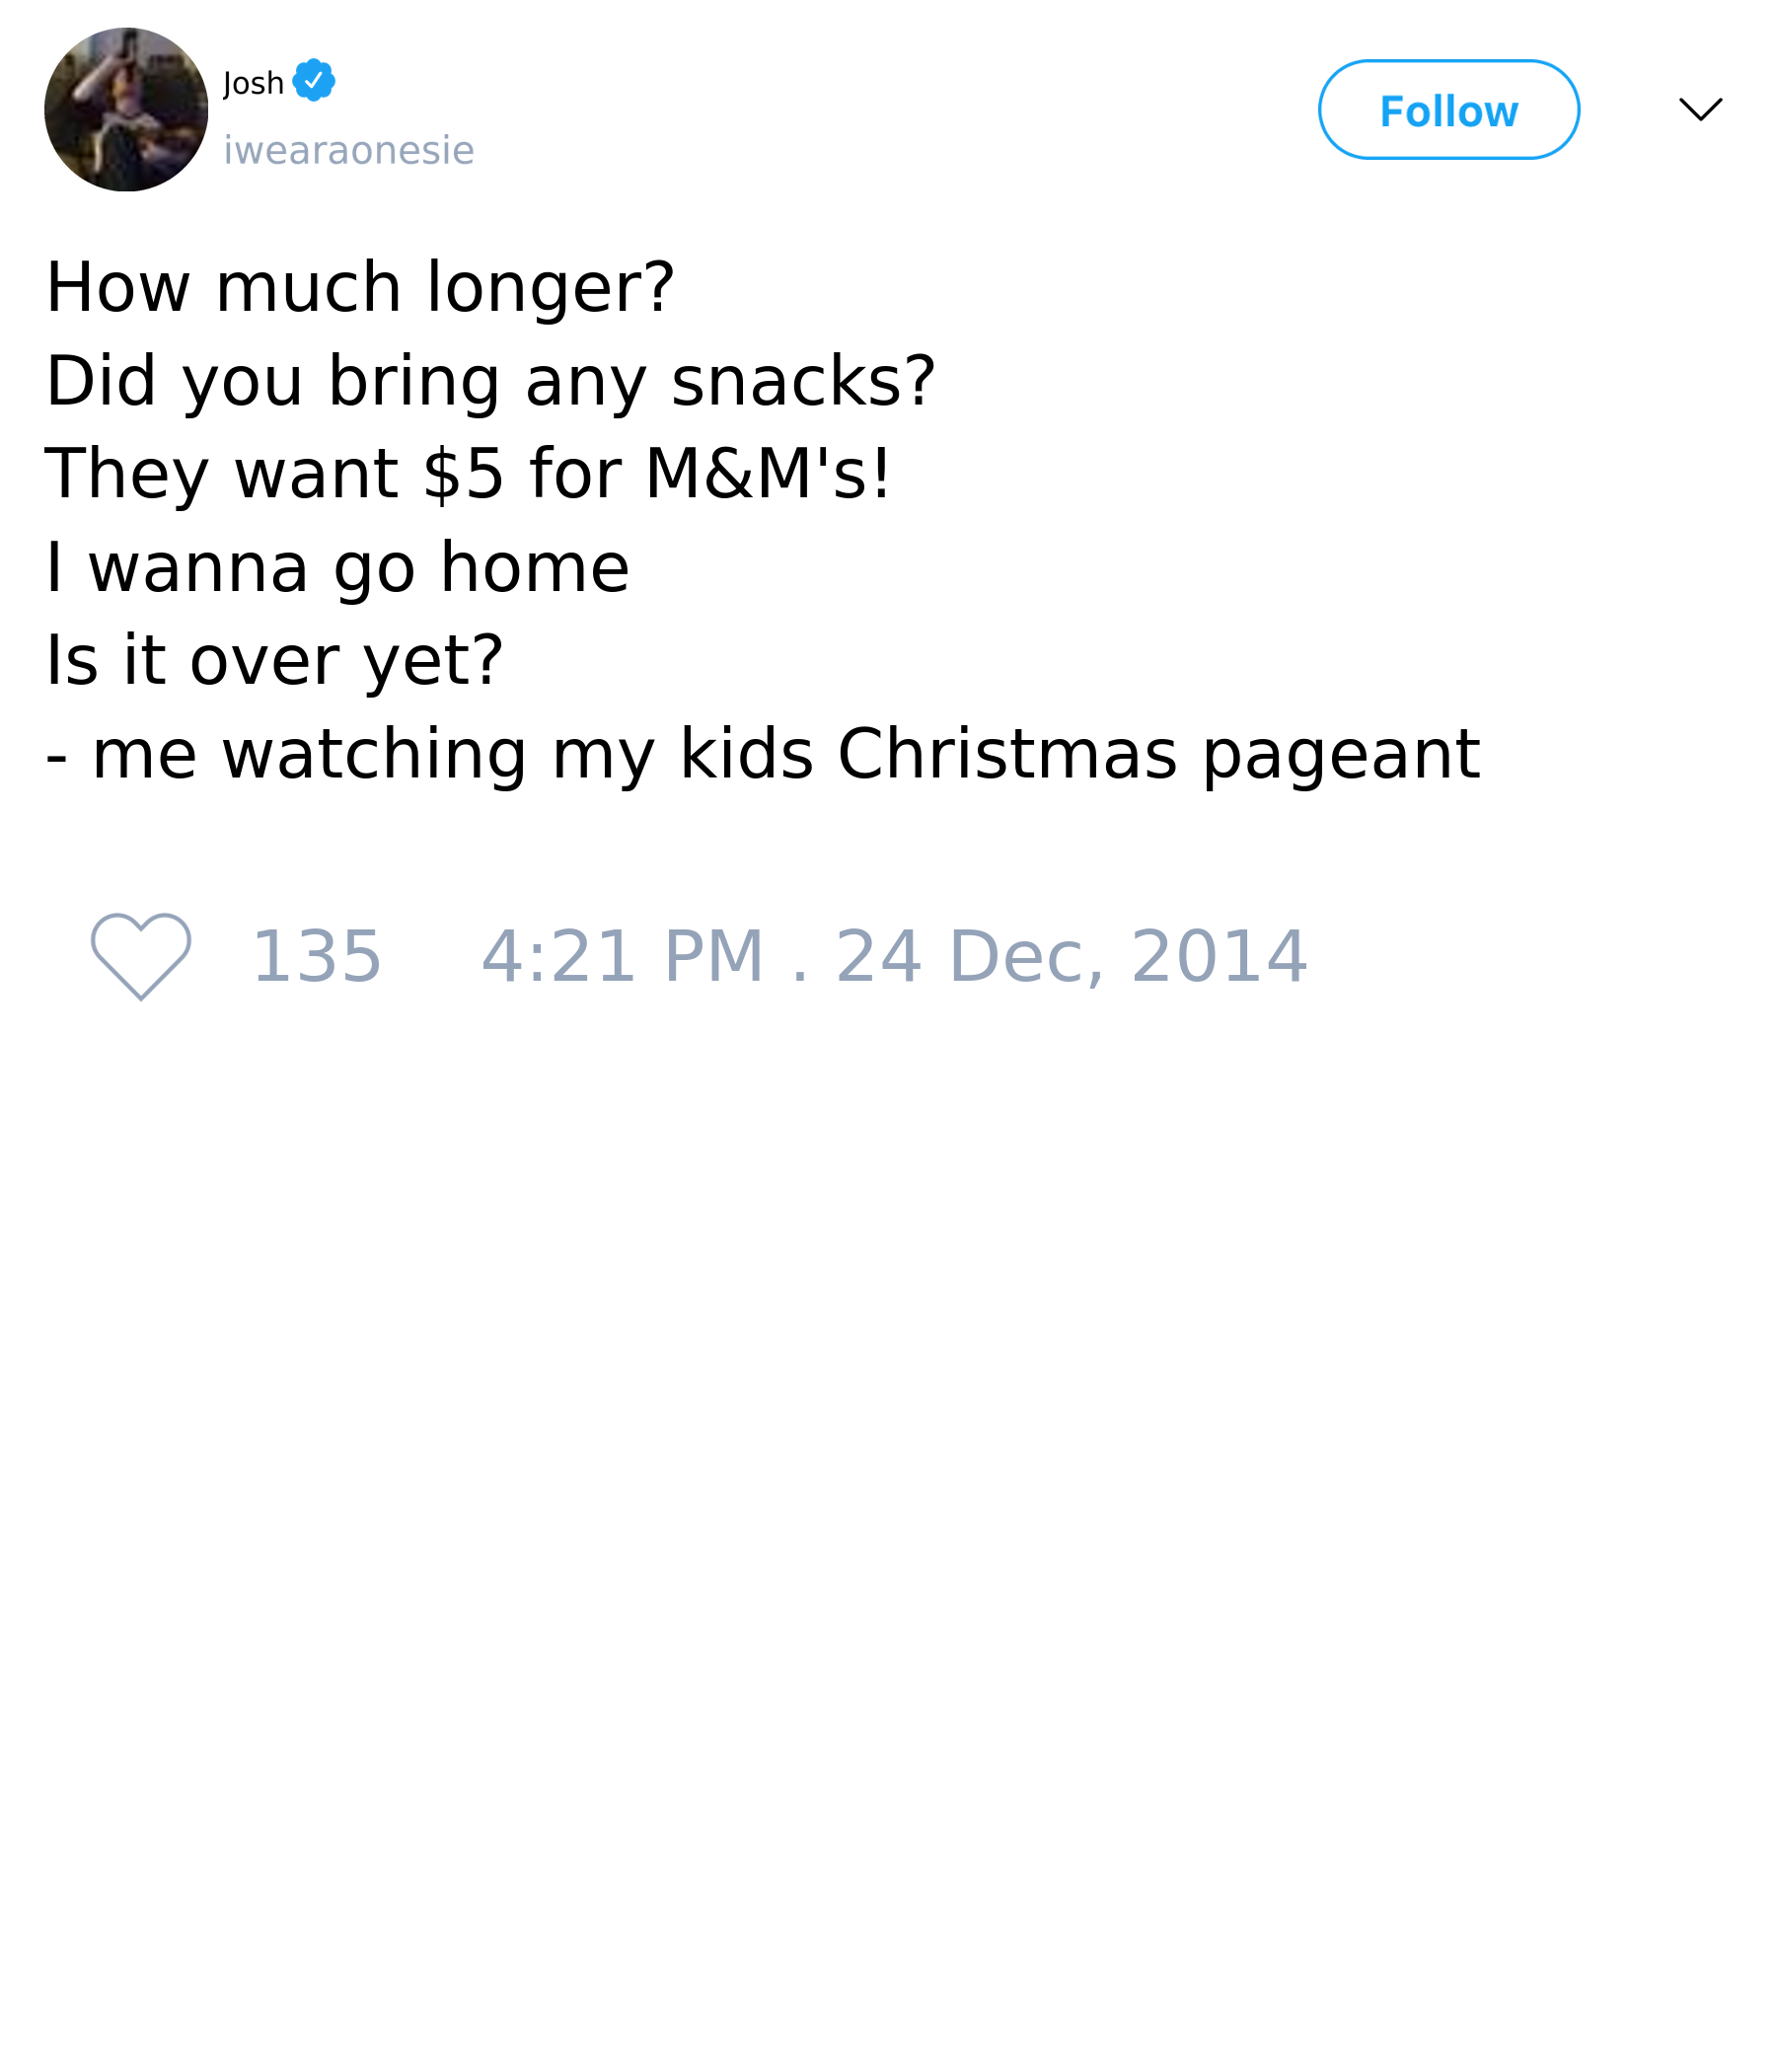 Josh
iwearaonesie
Follow
How much longer?
Did you bring any snacks?
They want $5 for M&M's!
I wanna go home
Is it over yet?
- me watching my kids Christmas pageant
135 4:21 PM . 24 Dec, 2014